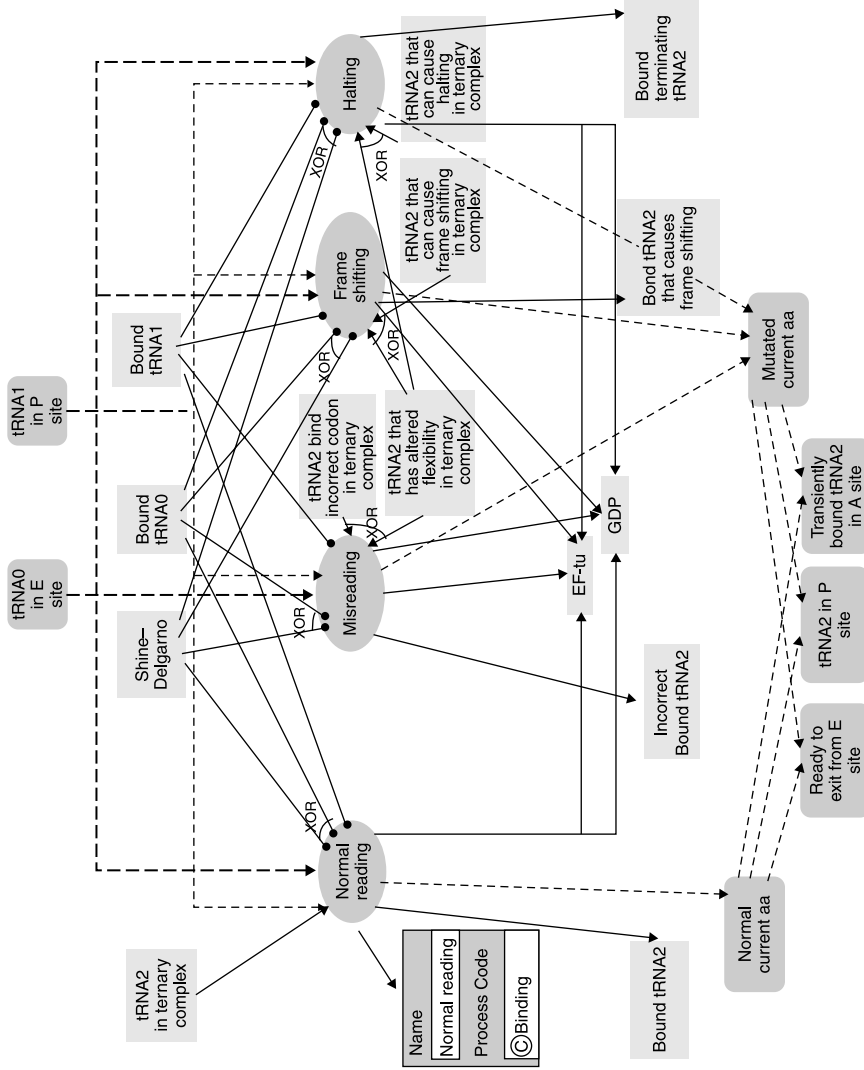 tRNA0
in E
site
tRNA1
in P
site
tRNA2
in ternary
complex
Shine–
Delgarno
Bound
tRNA0
Bound
tRNA1
XOR
XOR
XOR
XOR
Normal
reading
Misreading
Frame
shifting
Halting
XOR
XOR
XOR
tRNA2 bind
incorrect codon
in ternary
complex
tRNA2 that
has altered
flexibility
in ternary
complex
tRNA2 that
can cause
frame shifting
in ternary
complex
tRNA2 that
can cause
halting
in ternary
complex
Name
Normal reading
Process Code
©Binding
EF-tu
GDP
Bound tRNA2
Incorrect
Bound tRNA2
Bond tRNA2
that causes
frame shifting
Bound
terminating
tRNA2
Normal
current aa
Mutated
current aa
Ready to
exit from E
site
tRNA2 in P
site
Transiently
bound tRNA2
in A site